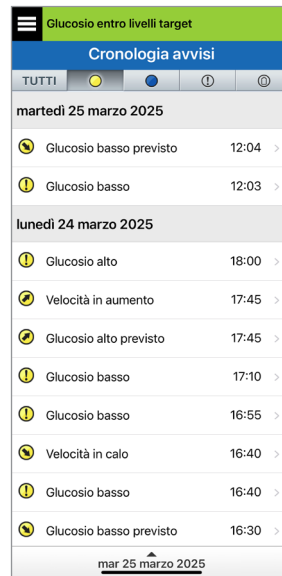 Glucosio entro livelli target
Cronologia avvisi
TUTTI
martedì 25 marzo 2025
Glucosio basso previsto 12:04
Glucosio basso 12:03
lunedì 24 marzo 2025
Glucosio alto 18:00
Velocità in aumento 17:45
Glucosio alto previsto 17:45
Glucosio basso 17:10
Glucosio basso 16:55
Velocità in calo 16:40
Glucosio basso 16:40
Glucosio basso previsto 16:30
mar 25 marzo 2025